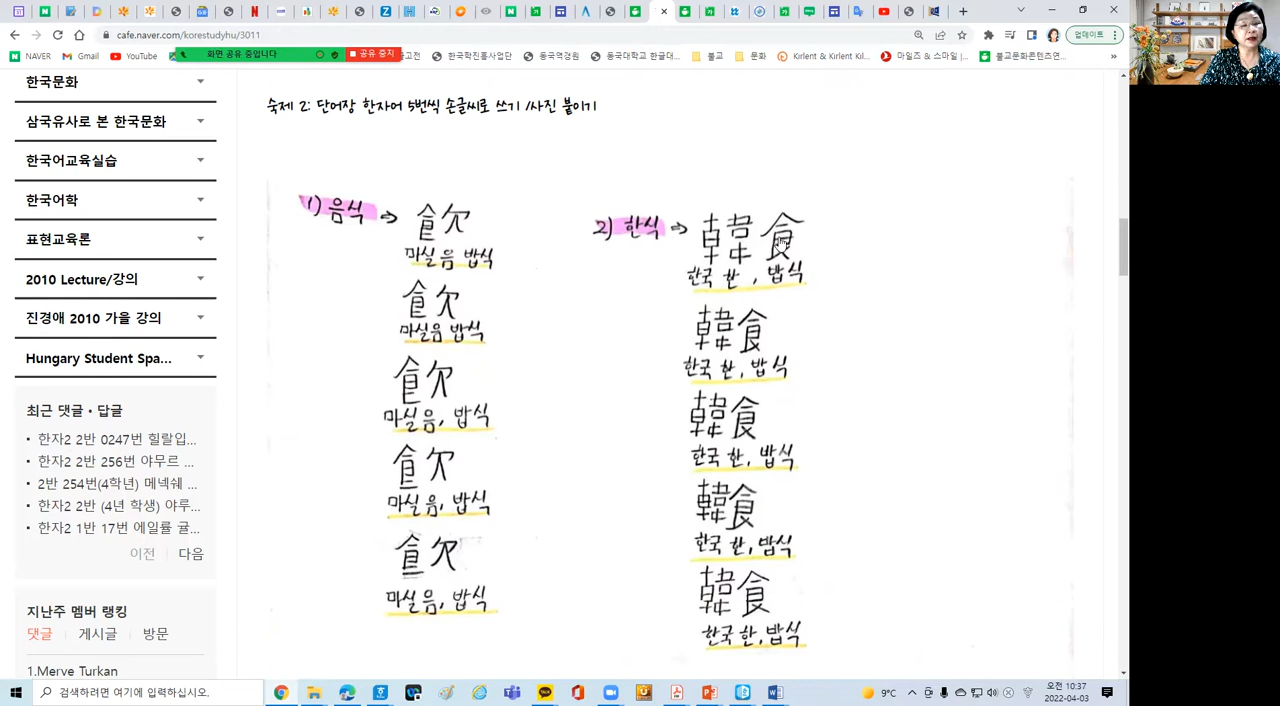 cafe.naver.com/korestudyhu/3011
업데이트
NAVER
Gmail
YouTube
화면 공유 중입니다
공유 중지
한국학진흥사업단
동국역경원
동국대학교 한글대...
불교
문화
Kirlent & Kirlent Kil...
마일즈 & 스마일 |...
불교문화콘텐츠연...
»
한국문화
삼국유사로 본 한국문화
한국어교육실습
한국어학
표현교육론
2010 Lecture/강의
진경애 2010 가을 강의
Hungary Student Spa...
최근 댓글 • 답글
한자2 2반 0247번 힐랄입...
한자2 2반 256번 야무르 ...
2반 254번(4학년) 메넥쉐 ...
한자2 2반 (4년 학생) 야루...
한자2 1반 17번 에일률 귤...
이전 다음
지난주 멤버 랭킹
댓글 게시글 방문
1.Merve Turkan
숙제 2: 단어장 한자어 5번씩 손글씨로 쓰기 /사진 붙이기
1) 음식 → 飮
마실 음 밥식
飮
마실음 밥식
飮
마실음, 밥식
飮
마실음, 밥식
飮
마실음, 밥식
2) 한식 → 韓食
한국 한, 밥식
韓食
한국 한, 밥식
韓食
한국 한, 밥식
韓食
한국 한, 밥식
韓食
한국 한, 밥식
검색하려면 여기에 입력하십시오.
9°C
오전 10:37
2022-04-03